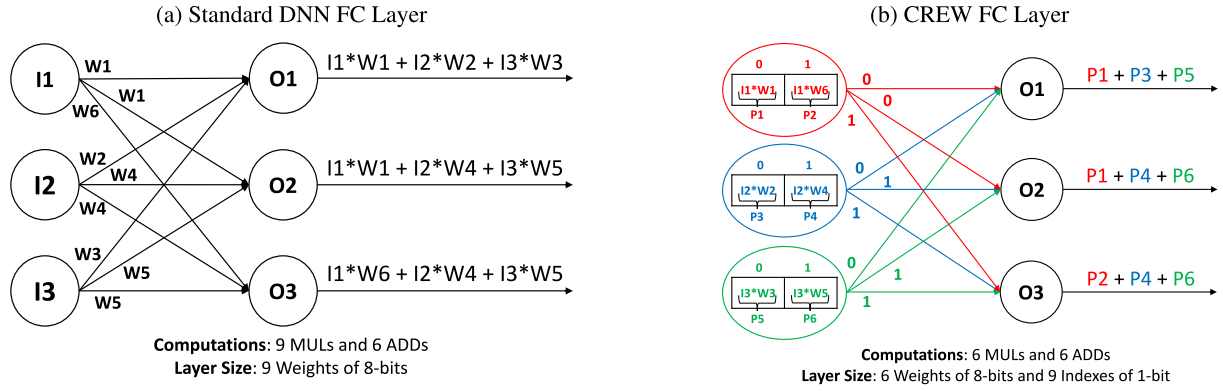 (a) Standard DNN FC Layer
I1
W1
W1
W6
O1
I1*W1 + I2*W2 + I3*W3
I2
W2
W4
W4
O2
I1*W1 + I2*W4 + I3*W5
I3
W3
W5
W5
O3
I1*W6 + I2*W4 + I3*W5
Computations: 9 MULs and 6 ADDs
Layer Size: 9 Weights of 8-bits
(b) CREW FC Layer
0 1
I1*W1 I1*W6
P1 P2
0
0
1
O1
P1 + P3 + P5
0 1
I2*W2 I2*W4
P3 P4
0
1
1
O2
P1 + P4 + P6
0 1
I3*W3 I3*W5
P5 P6
0
1
1
O3
P2 + P4 + P6
Computations: 6 MULs and 6 ADDs
Layer Size: 6 Weights of 8-bits and 9 Indexes of 1-bit